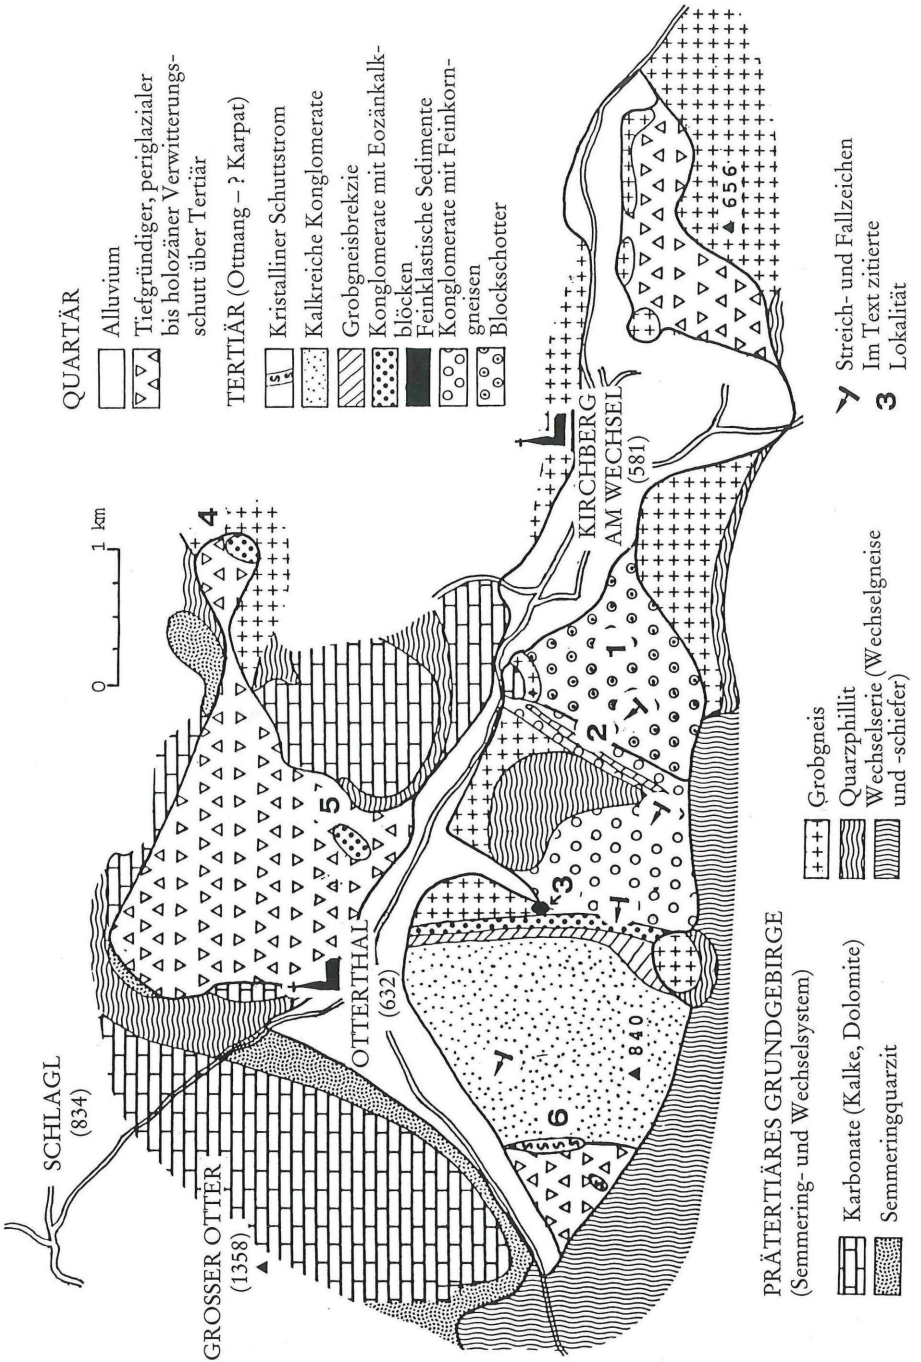 SCHLAGL
(834)
GROSSER OTTER
(1358)
OTTERTHAL
(632)
KIRCHBERG
AM WECHSEL
(581)
840
656
1
2
3
4
5
6
0
1 km
QUARTÄR
Alluvium
Tiefgründiger, periglazialer
bis holozäner Verwitterungs-
schutt über Tertiär
TERTIÄR (Ottnang – ? Karpat)
Kristalliner Schuttstrom
Kalkreiche Konglomerate
Grobgneisbrekzie
Konglomerate mit Eozänkalk-
blöcken
Feinklastische Sedimente
Konglomerate mit Feinkorn-
gneisen
Blockschotter
PRÄTERTIÄRES GRUNDGEBIRGE
(Semmering- und Wechselsystem)
Karbonate (Kalke, Dolomite)
Semmeringquarzit
Grobgneis
Quarzphillit
Wechselserie (Wechselgneise
und -schiefer)
Streich- und Fallzeichen
3
Im Text zitierte
Lokalität